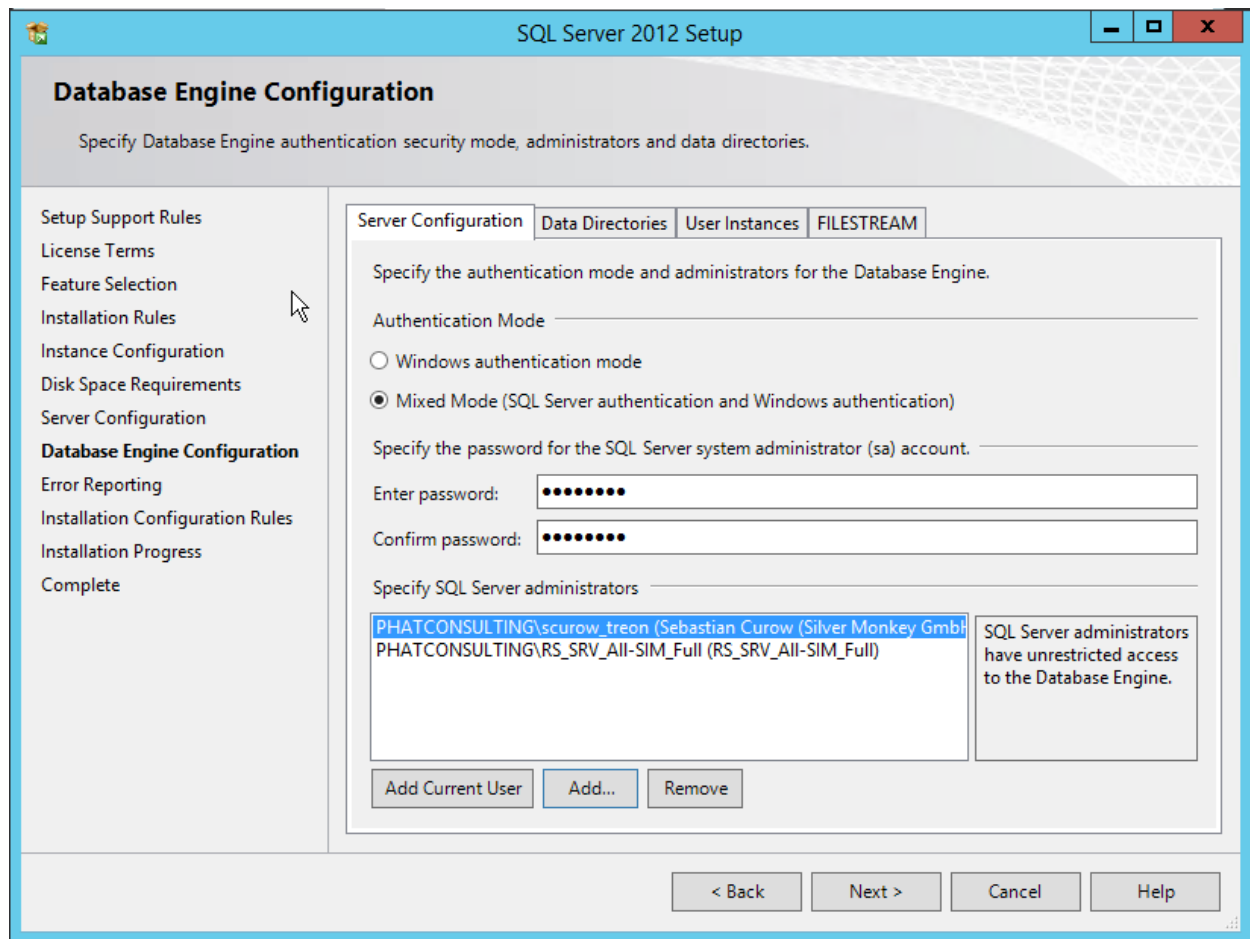 SQL Server 2012 Setup
Database Engine Configuration
Specify Database Engine authentication security mode, administrators and data directories.
Setup Support Rules
License Terms
Feature Selection
Installation Rules
Instance Configuration
Disk Space Requirements
Server Configuration
Database Engine Configuration
Error Reporting
Installation Configuration Rules
Installation Progress
Complete
Server Configuration
Data Directories
User Instances
FILESTREAM
Specify the authentication mode and administrators for the Database Engine.
Authentication Mode
Windows authentication mode
Mixed Mode (SQL Server authentication and Windows authentication)
Specify the password for the SQL Server system administrator (sa) account.
Enter password: ●●●●●●●●
Confirm password: ●●●●●●●●
Specify SQL Server administrators
PHATCONSULTING\scurow_treon (Sebastian Curow (Silver Monkey GmbH
PHATCONSULTING\RS_SRV_All-SIM_Full (RS_SRV_All-SIM_Full)
SQL Server administrators
have unrestricted access
to the Database Engine.
Add Current User
Add...
Remove
< Back
Next >
Cancel
Help